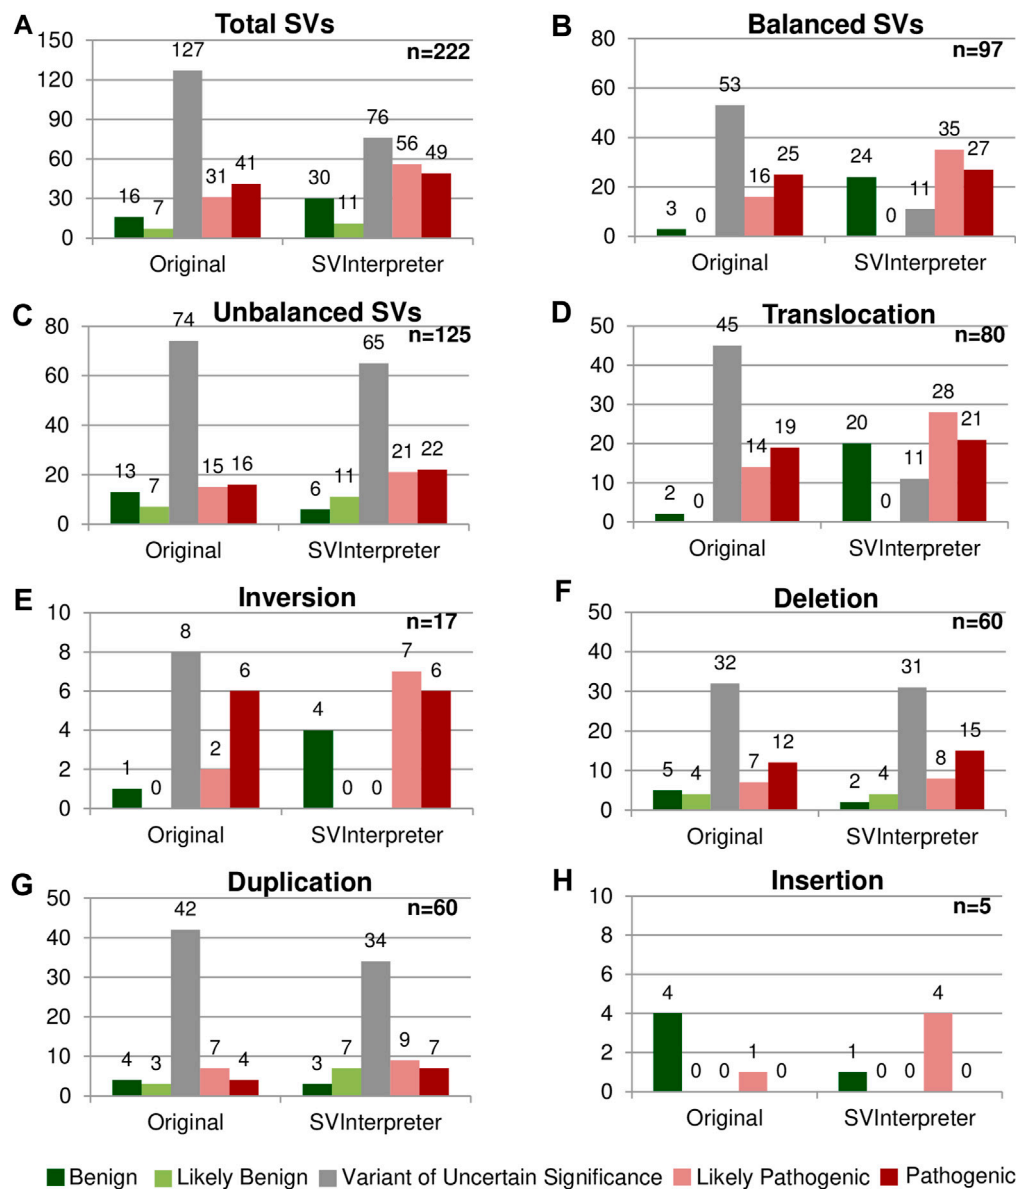 A Total SVs
n=222
150
120
90
60
30
0
16 7 127 31 41 30 11 76 56 49
Original SVInterpreter
B Balanced SVs
n=97
80
60
40
20
0
3 0 53 16 25 24 0 11 35 27
Original SVInterpreter
C Unbalanced SVs
n=125
80
60
40
20
0
13 7 74 15 16 6 11 65 21 22
Original SVInterpreter
D Translocation
n=80
50
40
30
20
10
0
2 0 45 14 19 20 0 11 28 21
Original SVInterpreter
E Inversion
n=17
10
8
6
4
2
0
1 0 8 2 6 4 0 0 7 6
Original SVInterpreter
F Deletion
n=60
50
40
30
20
10
0
5 4 32 7 12 2 4 31 8 15
Original SVInterpreter
G Duplication
n=60
50
40
30
20
10
0
4 3 42 7 4 3 7 34 9 7
Original SVInterpreter
H Insertion
n=5
10
8
6
4
2
0
4 0 0 1 0 1 0 0 4 0
Original SVInterpreter
Benign Likely Benign Variant of Uncertain Significance Likely Pathogenic Pathogenic